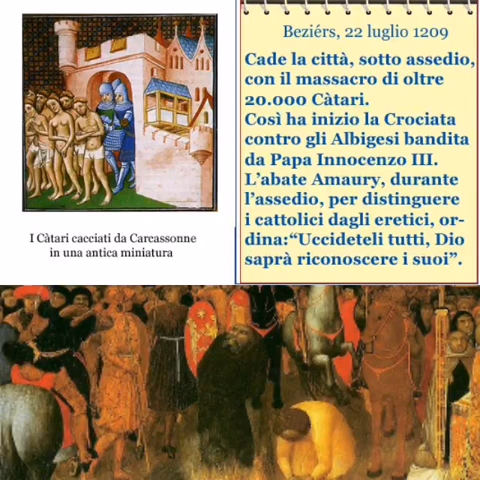 I Càtari cacciati da Carcassonne
in una antica miniatura
Beziérs, 22 luglio 1209
Cade la città, sotto assedio,
con il massacro di oltre
20.000 Càtari.
Così ha inizio la Crociata
contro gli Albigesi bandita
da Papa Innocenzo III.
L’abate Amaury, durante
l’assedio, per distinguere
i cattolici dagli eretici, or-
dina:“Uccideteli tutti, Dio
saprà riconoscere i suoi”.